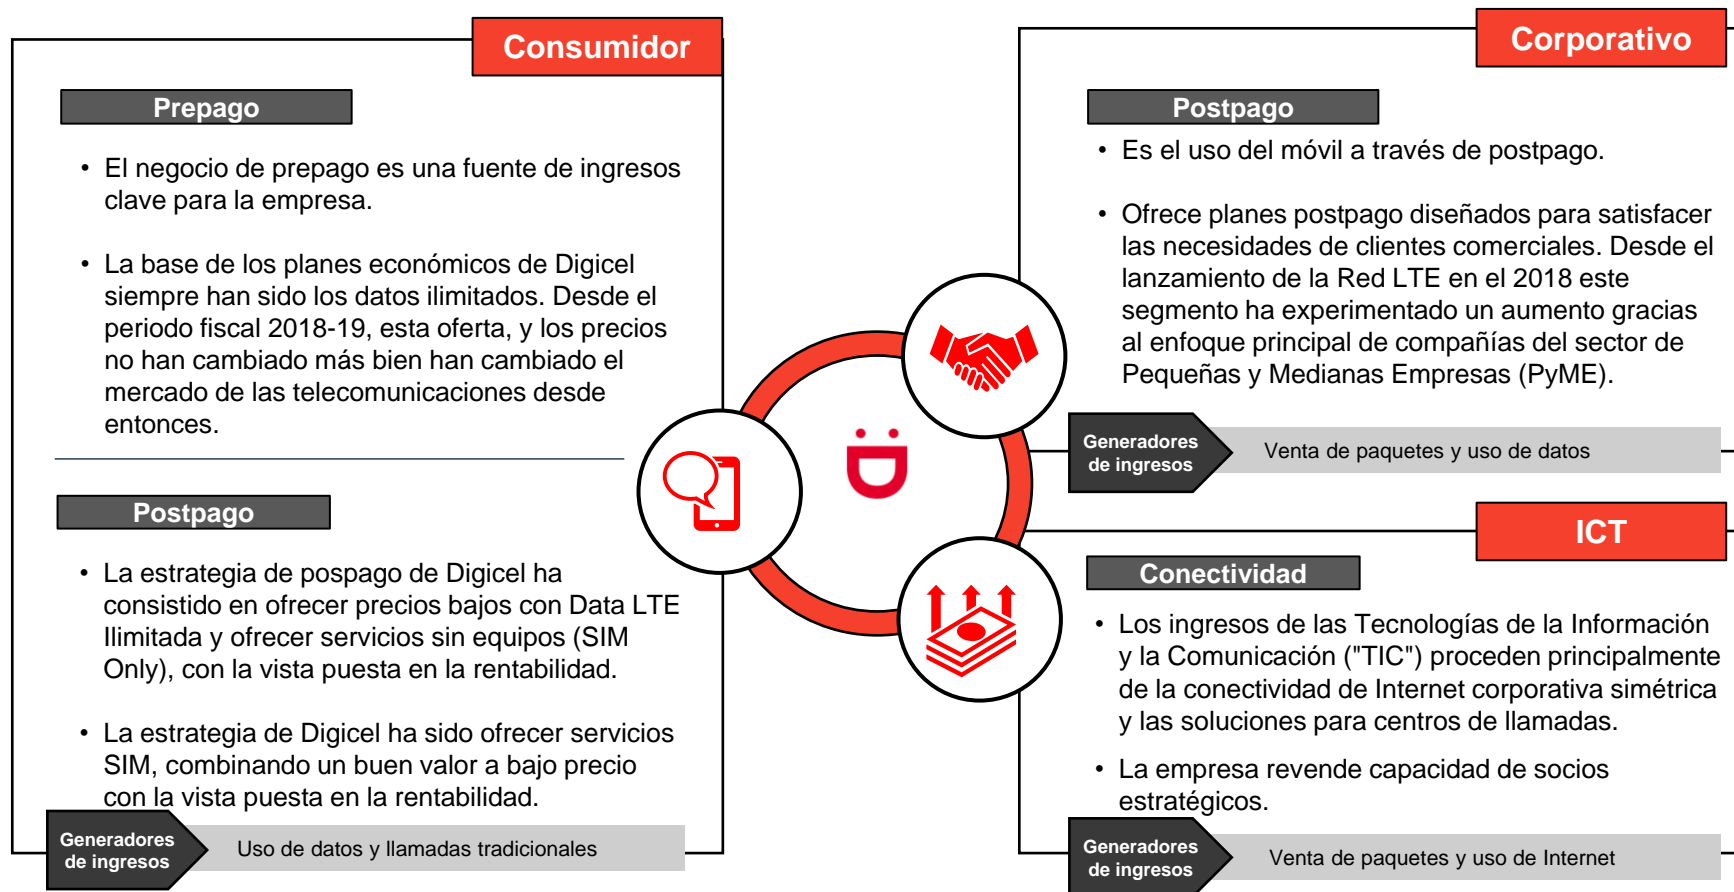 Consumidor
Prepago
• El negocio de prepago es una fuente de ingresos
clave para la empresa.
• La base de los planes económicos de Digicel
siempre han sido los datos ilimitados. Desde el
periodo fiscal 2018-19, esta oferta, y los precios
no han cambiado más bien han cambiado el
mercado de las telecomunicaciones desde
entonces.
Postpago
• La estrategia de pospago de Digicel ha
consistido en ofrecer precios bajos con Data LTE
Ilimitada y ofrecer servicios sin equipos (SIM
Only), con la vista puesta en la rentabilidad.
• La estrategia de Digicel ha sido ofrecer servicios
SIM, combinando un buen valor a bajo precio
con la vista puesta en la rentabilidad.
Generadores
de ingresos
Uso de datos y llamadas tradicionales
Corporativo
Postpago
• Es el uso del móvil a través de postpago.
• Ofrece planes postpago diseñados para satisfacer
las necesidades de clientes comerciales. Desde el
lanzamiento de la Red LTE en el 2018 este
segmento ha experimentado un aumento gracias
al enfoque principal de compañías del sector de
Pequeñas y Medianas Empresas (PyME).
Generadores
de ingresos
Venta de paquetes y uso de datos
ICT
Conectividad
• Los ingresos de las Tecnologías de la Información
y la Comunicación ("TIC") proceden principalmente
de la conectividad de Internet corporativa simétrica
y las soluciones para centros de llamadas.
• La empresa revende capacidad de socios
estratégicos.
Generadores
de ingresos
Venta de paquetes y uso de Internet